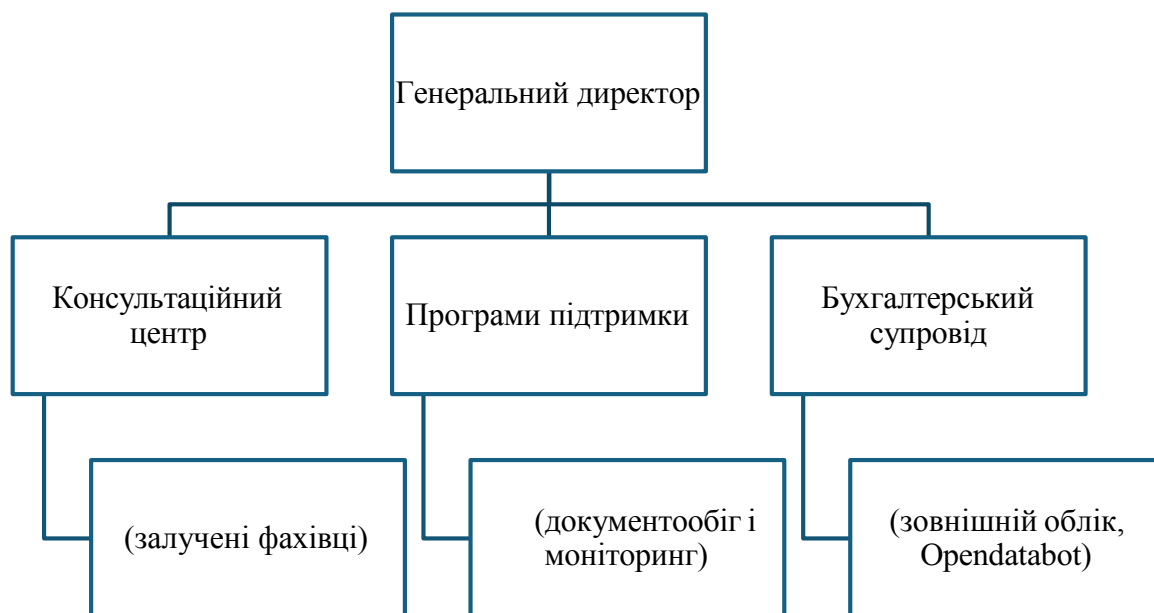 Генеральний директор
Консультаційний
центр
Програми підтримки
Бухгалтерський
супровід
(залучені фахівці)
(документообіг і
моніторинг)
(зовнішній облік,
Opendatabot)